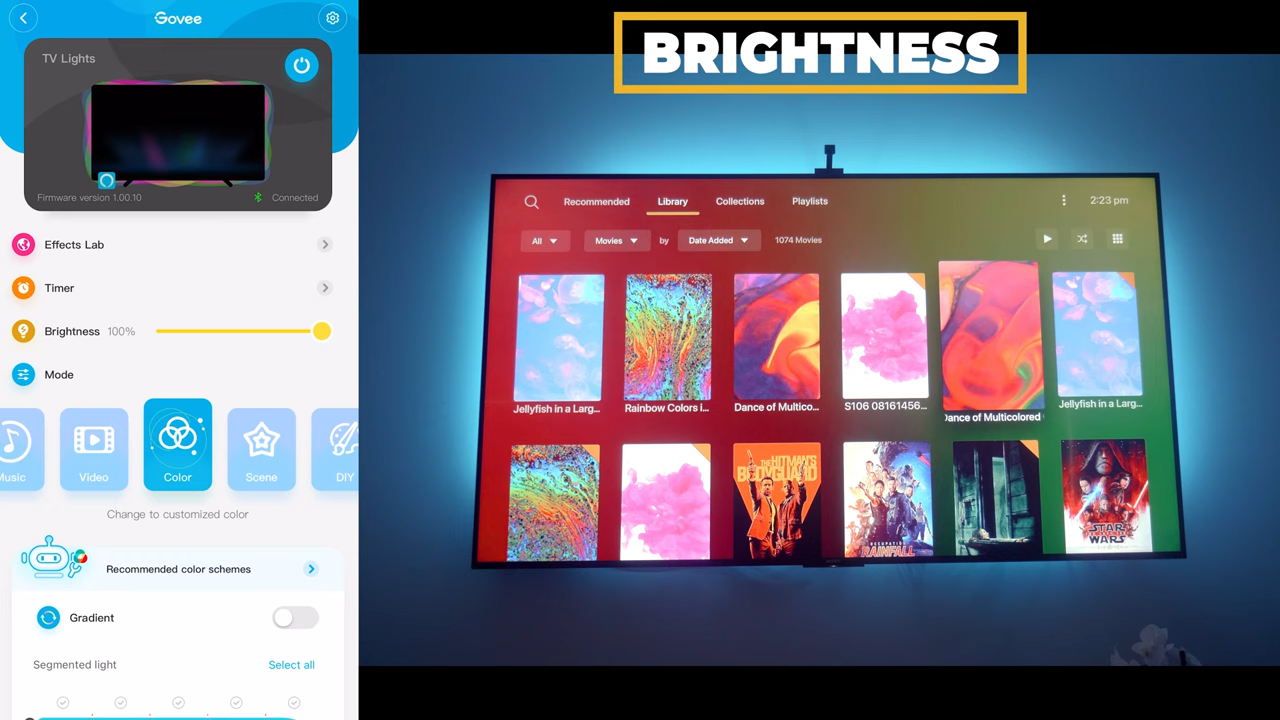 Govee
TV Lights
Firmware version 1.00.10
Connected
Effects Lab
Timer
Brightness 100%
Mode
Music
Video
Color
Scene
DIY
Change to customized color
Recommended color schemes
Gradient
Segmented light
Select all
BRIGHTNESS
Recommended Library Collections Playlists 2:23 pm
All Movies by Date Added 1074 Movies
Jellyfish in a Larg...
Rainbow Colors i...
Dance of Multico...
S106 08161456...
Dance of Multicolored
Jellyfish in a Larg...
THE HITMAN'S
BODYGUARD
OCCUPATION
RAINFALL
STAR
WARS